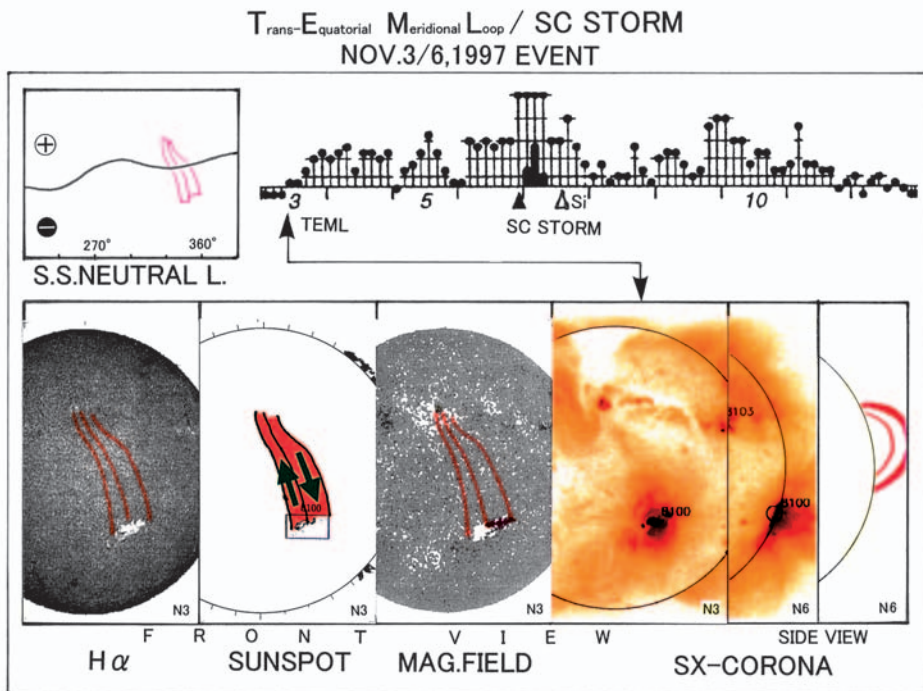 Trans-Equatorial Meridional Loop / SC STORM
NOV.3/6,1997 EVENT
+
−
270° 360°
S.S.NEUTRAL L.
3 5 10
TEML SC STORM Si
8103
8100 8100 8100
N3 N3 N3 N3 N6 N6
FRONT VIEW SIDE VIEW
Hα SUNSPOT MAG.FIELD SX-CORONA